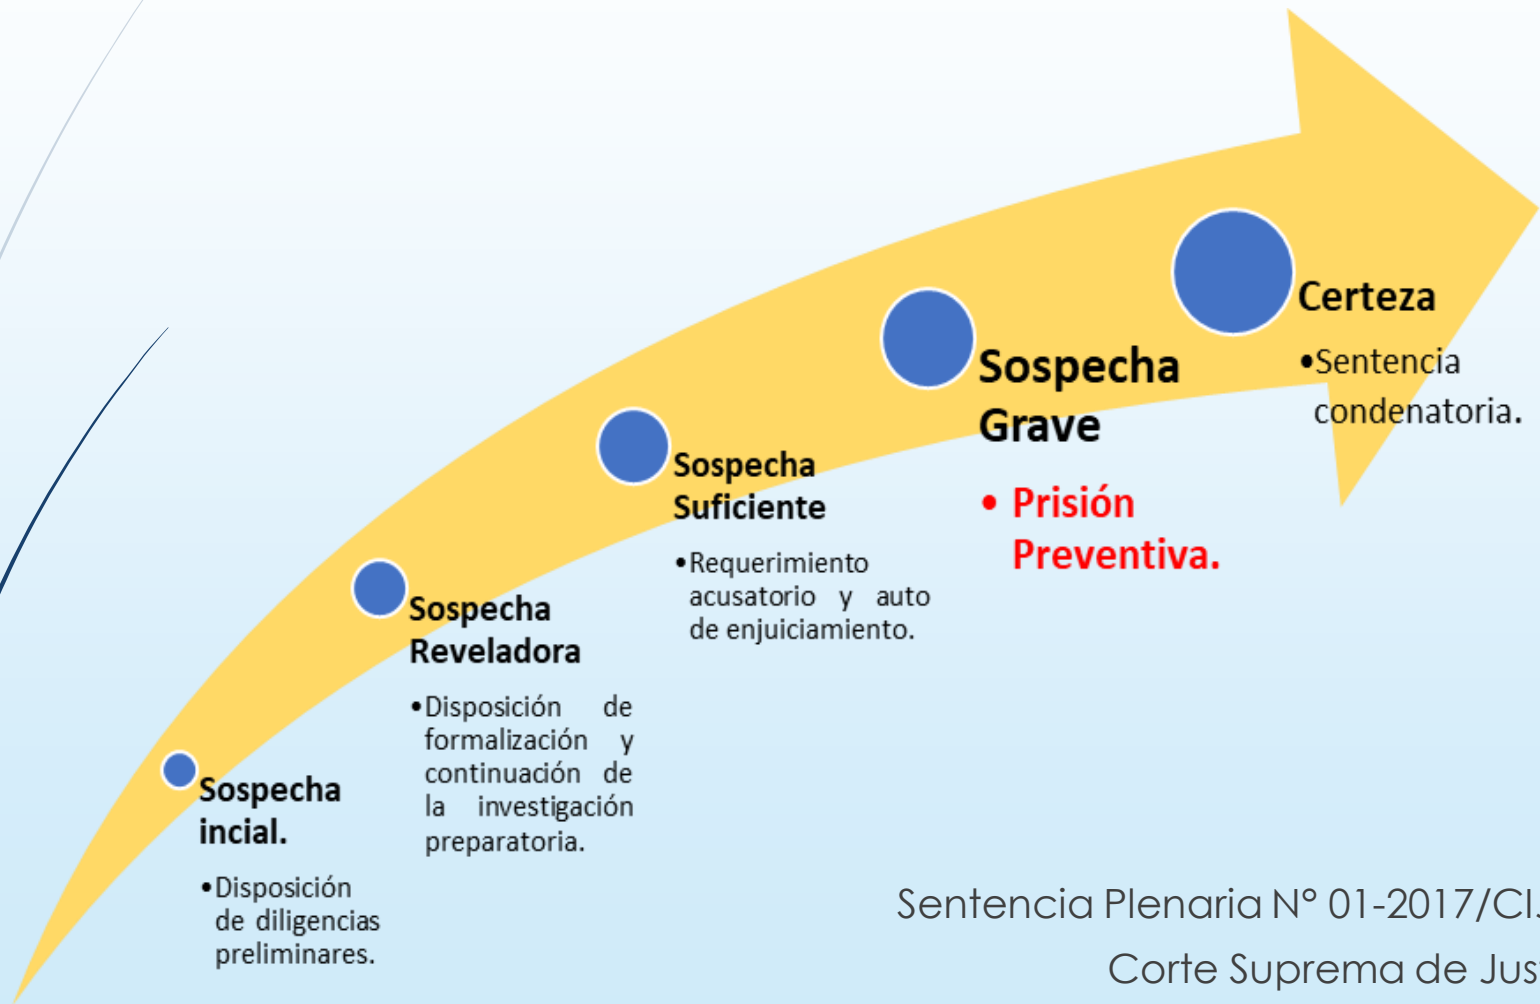 Sospecha
incial.
•Disposición
de diligencias
preliminares.
Sospecha
Reveladora
•Disposición de
formalización y
continuación de
la investigación
preparatoria.
Sospecha
Suficiente
•Requerimiento
acusatorio y auto
de enjuiciamiento.
Sospecha
Grave
• Prisión
Preventiva.
Certeza
•Sentencia
condenatoria.
Sentencia Plenaria N° 01-2017/CI.
Corte Suprema de Jus